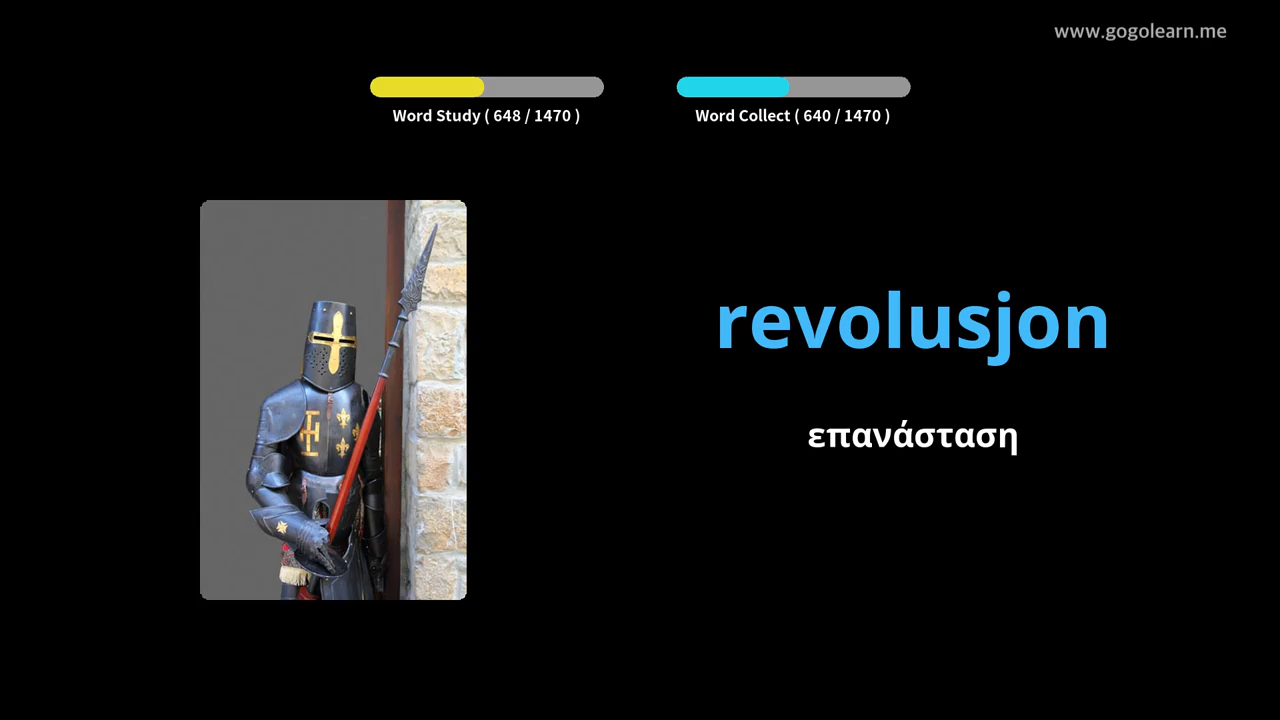 www.gogolearn.me
Word Study ( 648 / 1470 )
Word Collect ( 640 / 1470 )
revolusjon
επανάσταση